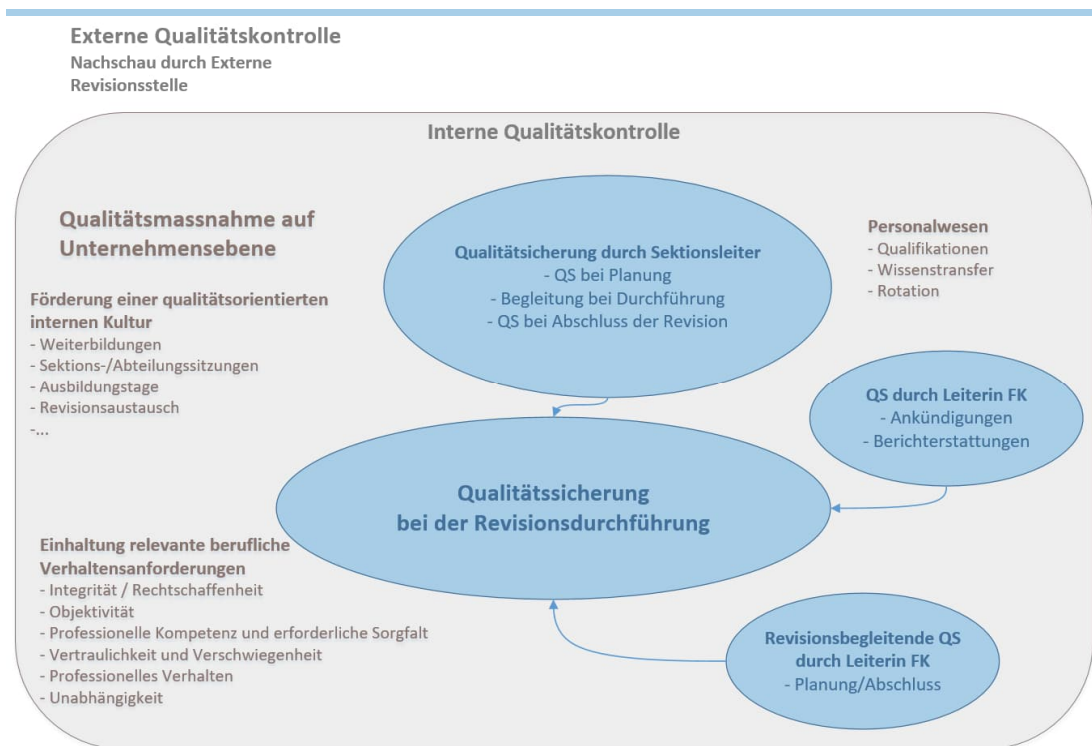 Externe Qualitätskontrolle
Nachschau durch Externe
Revisionsstelle
Interne Qualitätskontrolle
Qualitätsmassnahme auf
Unternehmensebene
Förderung einer qualitätsorientierten
internen Kultur
- Weiterbildungen
- Sektions-/Abteilungssitzungen
- Ausbildungstage
- Revisionsaustausch
-...
Qualitätsicherung durch Sektionsleiter
- QS bei Planung
- Begleitung bei Durchführung
- QS bei Abschluss der Revision
Personalwesen
- Qualifikationen
- Wissenstransfer
- Rotation
QS durch Leiterin FK
- Ankündigungen
- Berichterstattungen
Qualitätssicherung
bei der Revisionsdurchführung
Einhaltung relevante berufliche
Verhaltensanforderungen
- Integrität / Rechtschaffenheit
- Objektivität
- Professionelle Kompetenz und erforderliche Sorgfalt
- Vertraulichkeit und Verschwiegenheit
- Professionelles Verhalten
- Unabhängigkeit
Revisionsbegleitende QS
durch Leiterin FK
- Planung/Abschluss